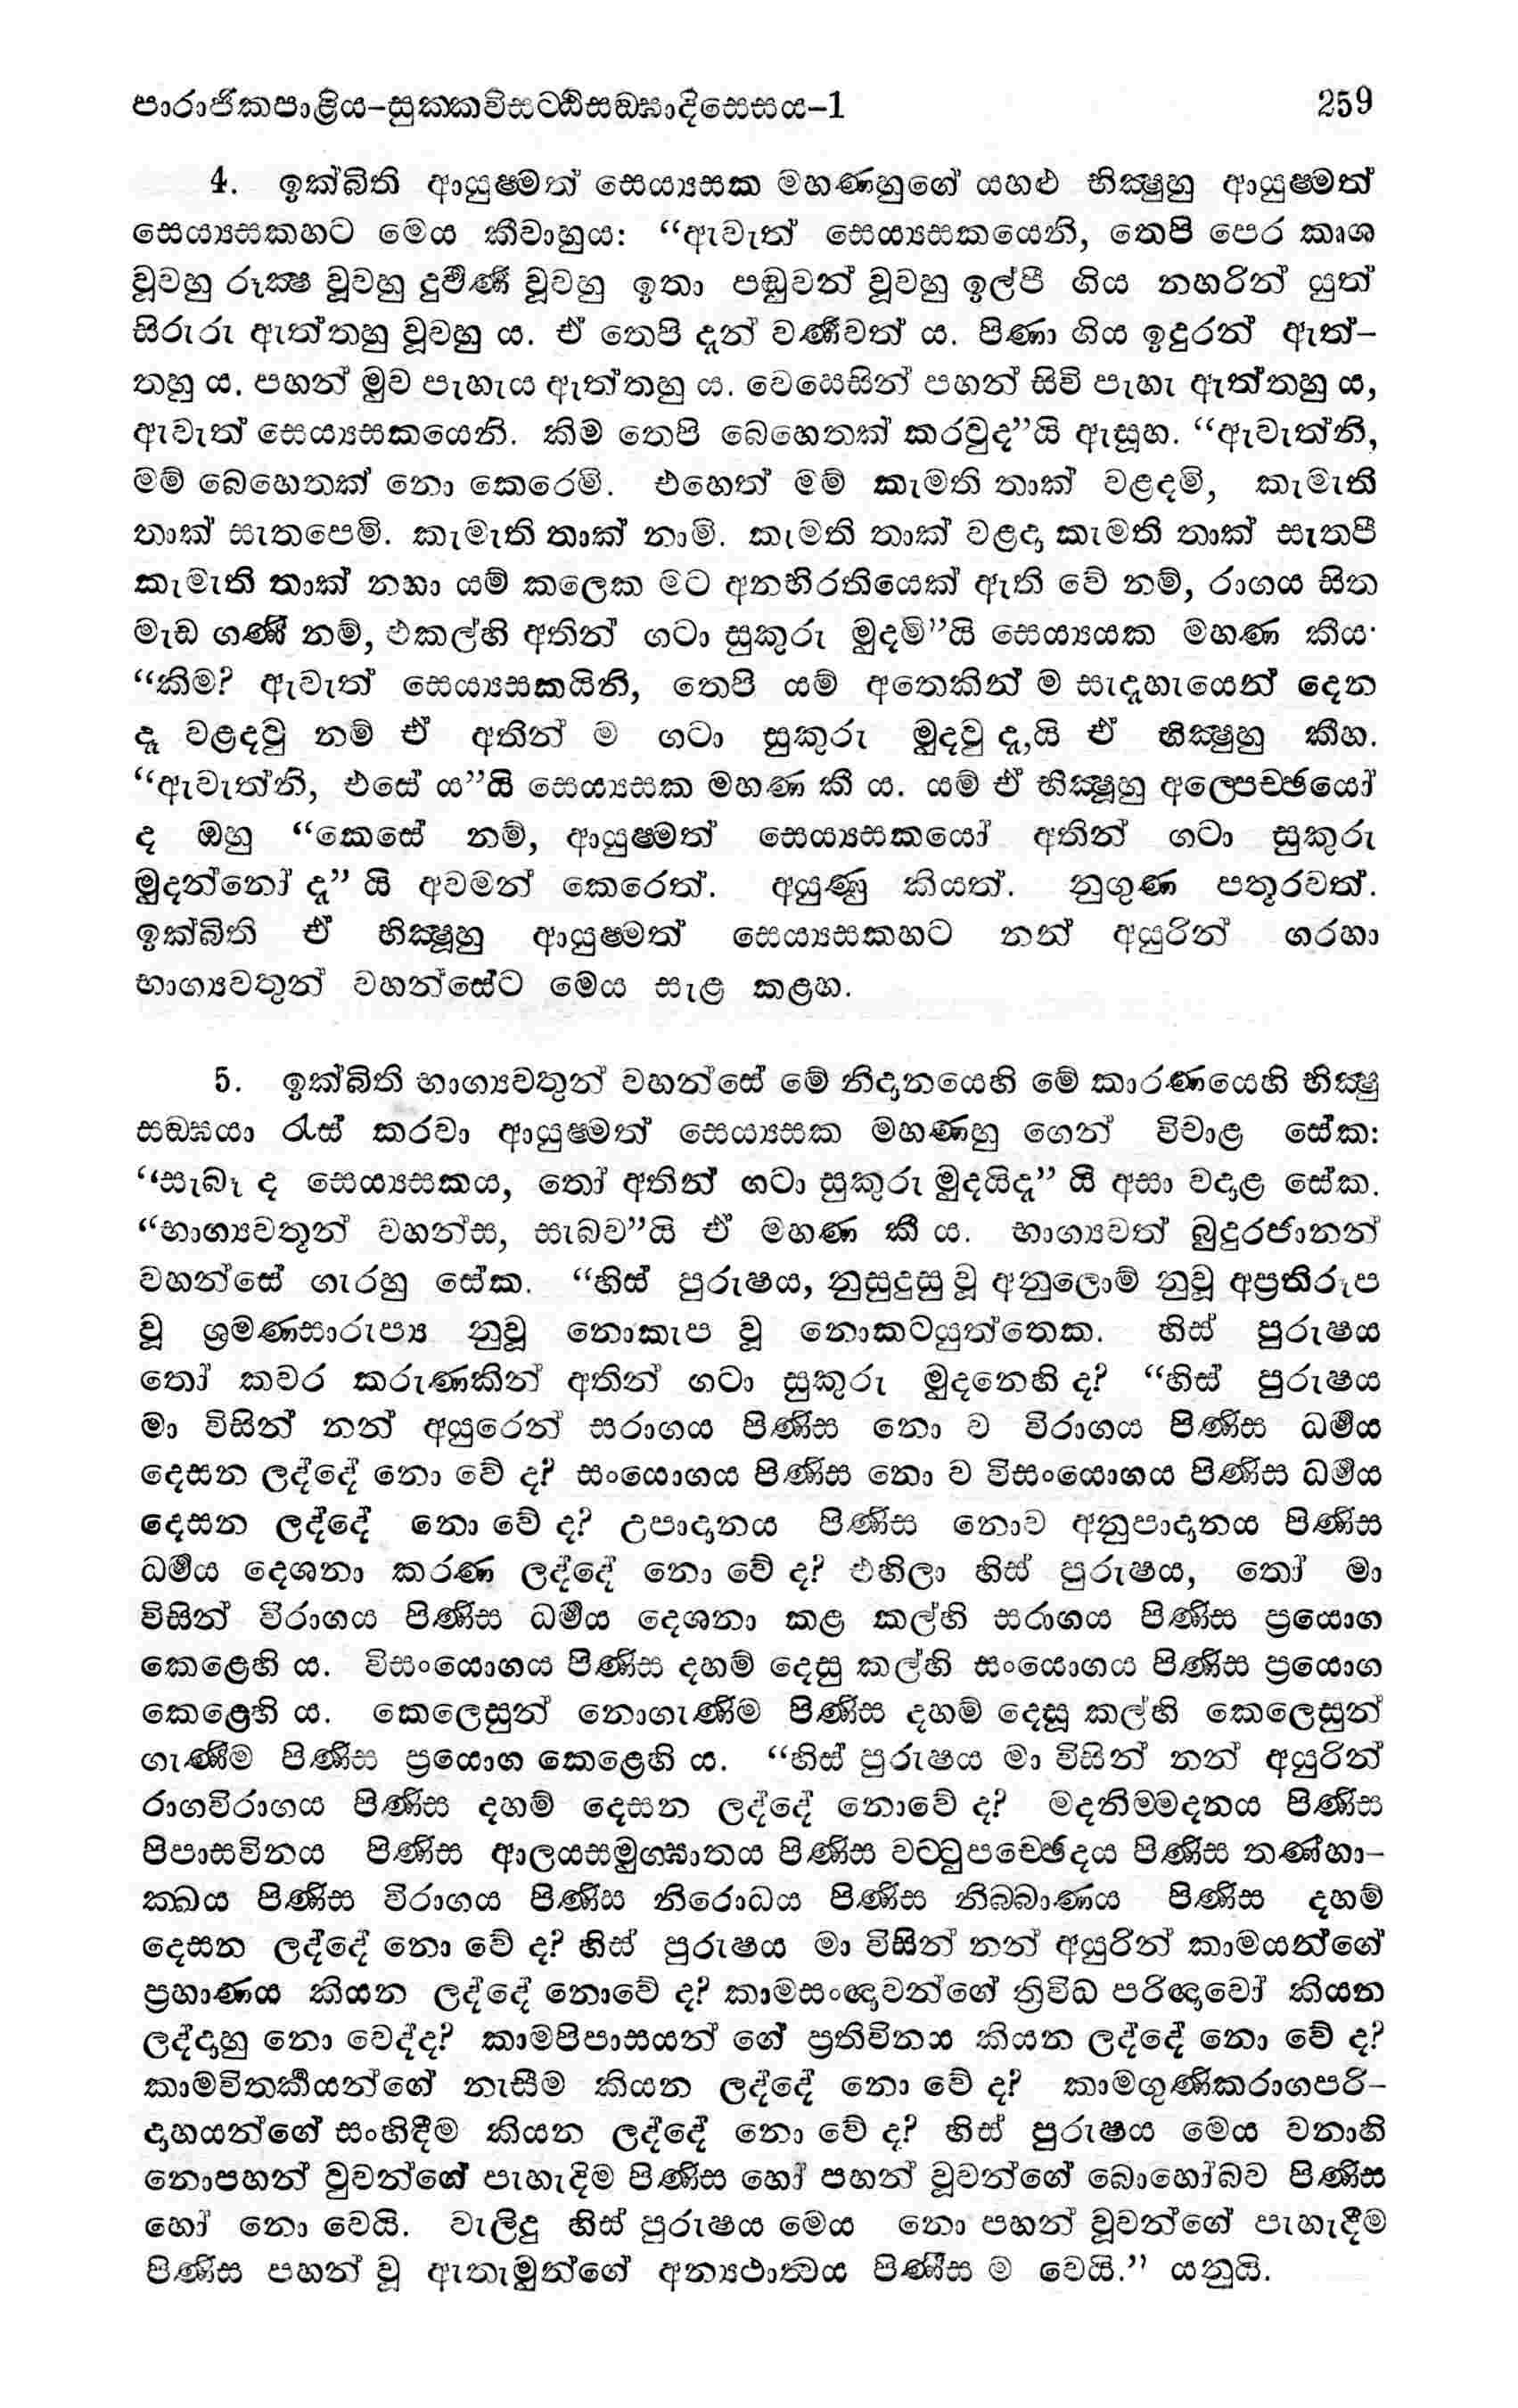 පාරාජිකපාළිය-සුක්කවිසට්ඨිසඞ්ඝාදිසෙසය-1 259
4. ඉක්බිති ආයුෂ්මත් සෙය්‍යසක මහණහුගේ යහළු භික්ෂුහු ආයුෂ්මත්
සෙය්‍යසකහට මෙය කීවාහුය: “ඇවැත් සෙය්‍යසකයෙනි, තෙපි පෙර කෘශ
වූවහු රූක්ෂ වූවහු දුර්‍වර්‍ණ වූවහු ඉතා පඬුවන් වූවහු ඉල්පී ගිය නහරින් යුත්
සිරුරු ඇත්තහු වූවහු ය. ඒ තෙපි දැන් වර්‍ණවත් ය. පිණා ගිය ඉඳුරන් ඇත්-
තහු ය. පහන් මුව පැහැය ඇත්තහු ය. වෙසෙසින් පහන් සිවි පැහැ ඇත්තහු ය,
ඇවැත් සෙය්‍යසකයෙනි. කිම තෙපි බෙහෙතක් කරවුද”යි ඇසූහ. “ඇවැත්නි,
මම් බෙහෙතක් නො කෙරෙමි. එහෙත් මම් කැමති තාක් වළඳමි, කැමැති
තාක් සැතපෙමි. කැමැති තාක් නාමි. කැමති තාක් වළඳා කැමති තාක් සැතපී
කැමැති තාක් නහා යම් කලෙක මට අනභිරතියෙක් ඇති වේ නම්, රාගය සිත
මැඩ ගණී නම්, එකල්හි අතින් ගටා සුකුරු මුදමි”යි සෙය්‍යයක මහණ කීය·
“කිම? ඇවැත් සෙය්‍යසකයිනි, තෙපි යම් අතෙකින් ම සැදැහැයෙන් දෙන
දෑ වළඳවු නම් ඒ අතින් ම ගටා සුකුරු මුදවු දැ,යි ඒ භික්ෂුහු කීහ.
“ඇවැත්නි, එසේ ය”යි සෙය්‍යසක මහණ කී ය. යම් ඒ භික්ෂූහු අල්පෙච්ඡයෝ
ද ඔහු “කෙසේ නම්, ආයුෂ්මත් සෙය්‍යසකයෝ අතින් ගටා සුකුරු
මුදන්නෝ දැ” යි අවමන් කෙරෙත්. අයුණු කියත්. නුගුණ පතුරවත්.
ඉක්බිති ඒ භික්ෂූහු ආයුෂ්මත් සෙය්‍යසකහට නන් අයුරින් ගරහා
භාග්‍යවතුන් වහන්සේට මෙය සැළ කළහ.
5. ඉක්බිති භාග්‍යවතුන් වහන්සේ මේ නිදානයෙහි මේ කාරණයෙහි භික්ෂු
සඞ්ඝයා රැස් කරවා ආයුෂ්මත් සෙය්‍යසක මහණහු ගෙන් විචාළ සේක:
“සැබෑ ද සෙය්‍යසකය, තෝ අතින් ගටා සුකුරු මුදයිදැ” යි අසා වදාළ සේක.
“භාග්‍යවතූන් වහන්ස, සැබව”යි ඒ මහණ කී ය. භාග්‍යවත් බුදුරජානන්
වහන්සේ ගැරහු සේක. “හිස් පුරුෂය, නුසුදුසු වූ අනුලොම් නුවූ අප්‍රතිරූප
වූ ශ්‍රමණසාරුප්‍ය නුවූ නොකැප වූ නොකටයුත්තෙක. හිස් පුරුෂය
තෝ කවර කරුණකින් අතින් ගටා සුකුරු මුදනෙහි ද? “හිස් පුරුෂය
මා විසින් නන් අයුරෙන් සරාගය පිණිස නො ව විරාගය පිණිස ධර්‍මය
දෙසන ලද්දේ නො වේ ද? සංයොගය පිණිස නො ව විසංයොගය පිණිස ධර්‍මය
දෙසන ලද්දේ නො වේ ද? උපාදානය පිණිස නොව අනුපාදානය පිණිස
ධර්‍මය දෙශනා කරණ ලද්දේ නො වේ ද? එහිලා හිස් පුරුෂය, තෝ මා
විසින් විරාගය පිණිස ධර්‍මය දෙශනා කළ කල්හි සරාගය පිණිස ප්‍රයොග
කෙළෙහි ය. විසංයොගය පිණිස දහම් දෙසු කල්හි සංයොගය පිණිස ප්‍රයොග
කෙළෙහි ය. කෙලෙසුන් නොගැණීම පිණිස දහම් දෙසූ කල්හි කෙලෙසුන්
ගැණීම පිණිස ප්‍රයොග කෙළෙහි ය. “හිස් පුරුෂය මා විසින් නන් අයුරින්
රාගවිරාගය පිණිස දහම් දෙසන ලද්දේ නොවේ ද? මදනිම්මදනය පිණිස
පිපාසවිනය පිණිස ආලයසමුග්ඝාතය පිණිස වට්ටුපච්ඡෙදය පිණිස තණ්හා-
ක්ඛය පිණිස විරාගය පිණිස නිරොධය පිණිස නිබ්බාණය පිණිස දහම්
දෙසන ලද්දේ නො වේ ද? හිස් පුරුෂය මා විසින් නන් අයුරින් කාමයන්ගේ
ප්‍රහාණය කියන ලද්දේ නොවේ ද? කාමසංඥාවන්ගේ ත්‍රිවිධ පරිඥාවෝ කියන
ලද්දාහු නො වෙද්ද? කාමපිපාසයන් ගේ ප්‍රතිවිනය කියන ලද්දේ නො වේ ද?
කාමවිතර්‍කයන්ගේ නැසීම කියන ලද්දේ නො වේ ද? කාමගුණිකරාගපරි-
දාහයන්ගේ සංහිඳීම කියන ලද්දේ නො වේ ද? හිස් පුරුෂය මෙය වනාහි
නොපහන් වුවන්ගේ පැහැදිම පිණිස හෝ පහන් වූවන්ගේ බොහෝබව පිණිස
හෝ නො වෙයි. වැලිදු හිස් පුරුෂය මෙය නො පහන් වූවන්ගේ පැහැදීම
පිණිස පහන් වූ ඇතැමුන්ගේ අන්‍යථාත්‍වය පිණිස ම වෙයි.” යනුයි.